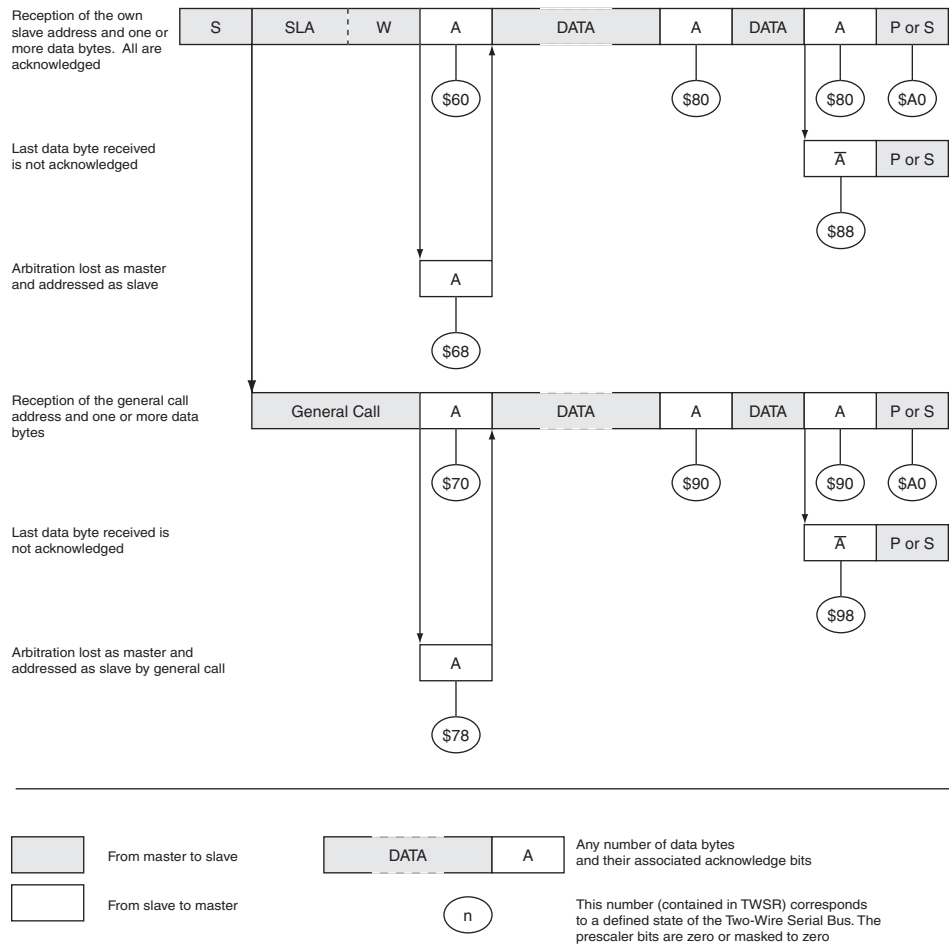 Reception of the own
slave address and one or
more data bytes. All are
acknowledged
S SLA W A DATA A DATA A P or S
$60 $80 $80 $A0
Last data byte received
is not acknowledged
A̅ P or S
$88
Arbitration lost as master
and addressed as slave
A
$68
Reception of the general call
address and one or more data
bytes
General Call A DATA A DATA A P or S
$70 $90 $90 $A0
Last data byte received is
not acknowledged
A̅ P or S
$98
Arbitration lost as master and
addressed as slave by general call
A
$78
From master to slave
DATA A
Any number of data bytes
and their associated acknowledge bits
From slave to master
n
This number (contained in TWSR) corresponds
to a defined state of the Two-Wire Serial Bus. The
prescaler bits are zero or masked to zero